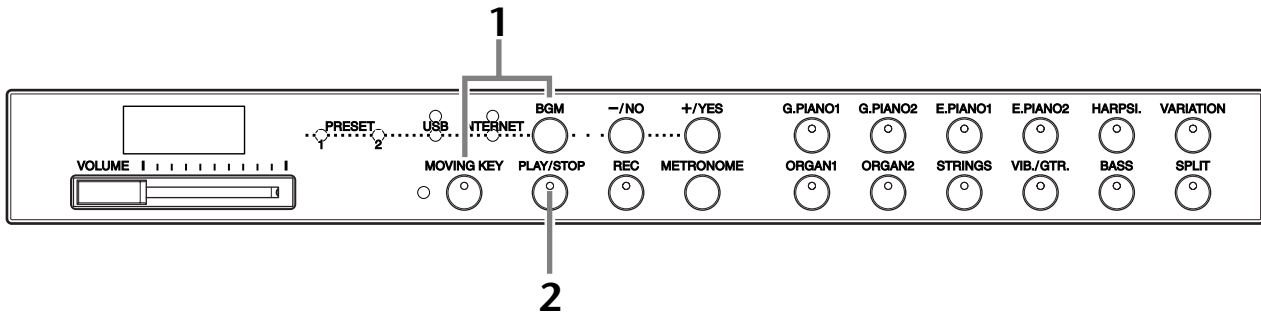 1
BGM −/NO +/YES G.PIANO1 G.PIANO2 E.PIANO1 E.PIANO2 HARPSI. VARIATION
PRESET USB INTERNET
1 2
VOLUME MOVING KEY PLAY/STOP REC METRONOME ORGAN1 ORGAN2 STRINGS VIB./GTR. BASS SPLIT
2